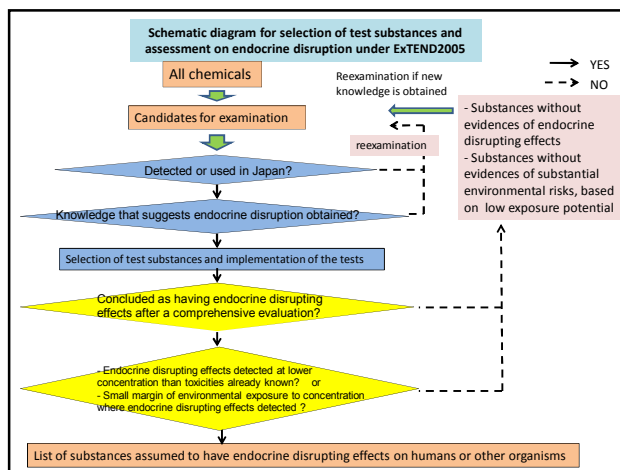 Schematic diagram for selection of test substances and
assessment on endocrine disruption under ExTEND2005
All chemicals
Reexamination if new
knowledge is obtained
YES
NO
Candidates for examination
reexamination
- Substances without
evidences of endocrine
disrupting effects
- Substances without
evidences of substantial
environmental risks, based
on low exposure potential
Detected or used in Japan?
Knowledge that suggests endocrine disruption obtained?
Selection of test substances and implementation of the tests
Concluded as having endocrine disrupting
effects after a comprehensive evaluation?
- Endocrine disrupting effects detected at lower
concentration than toxicities already known? or
- Small margin of environmental exposure to concentration
where endocrine disrupting effects detected ?
List of substances assumed to have endocrine disrupting effects on humans or other organisms